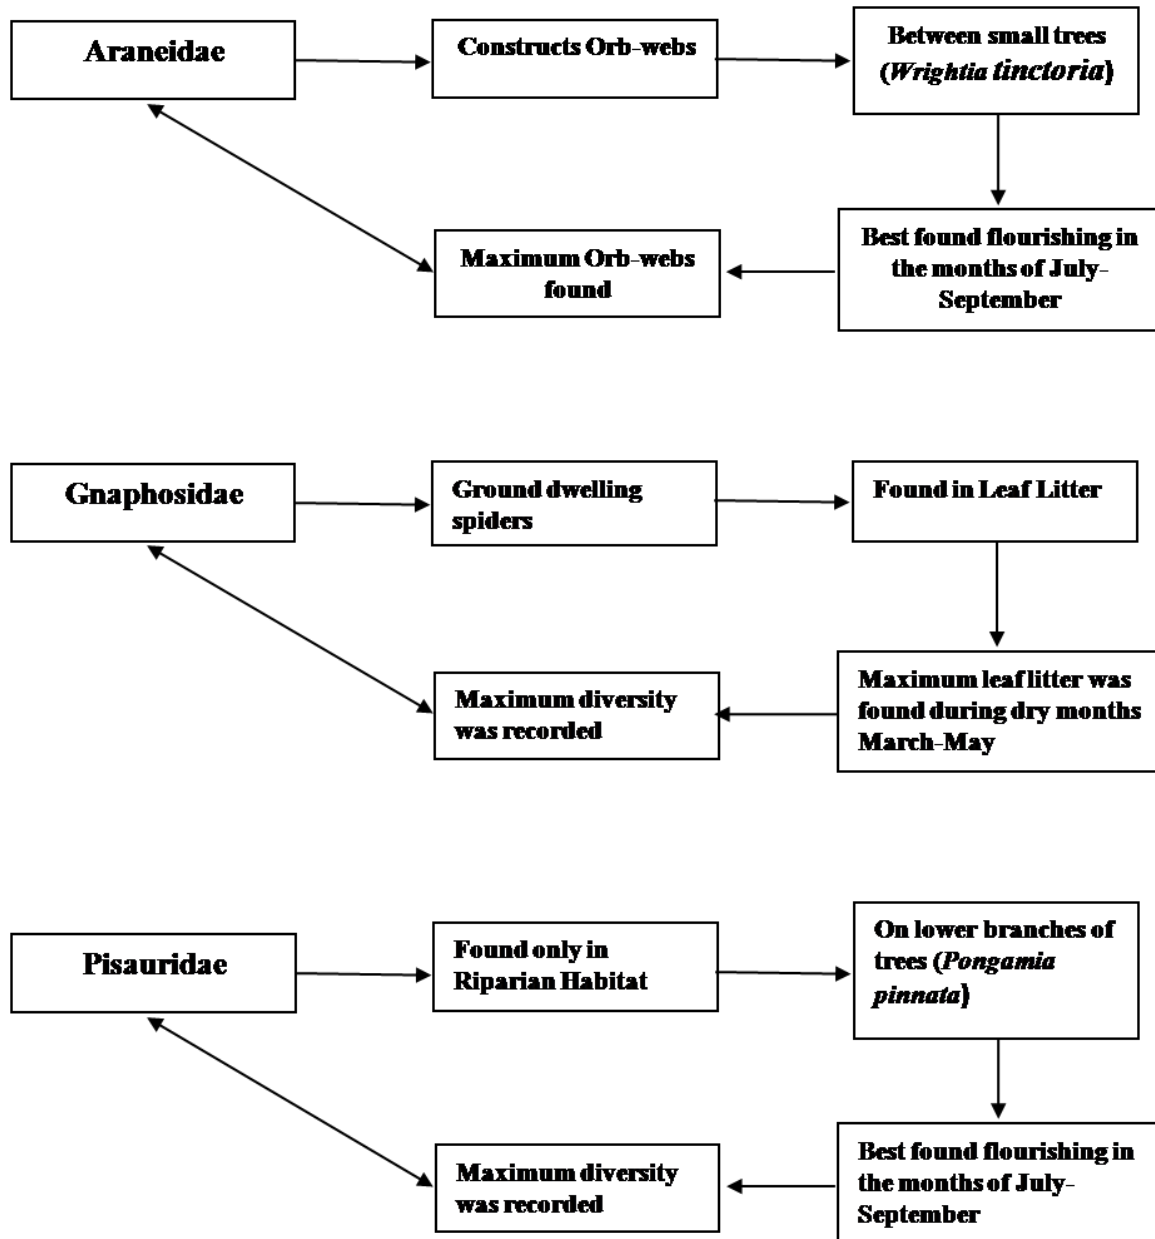 Araneidae
Constructs Orb-webs
Between small trees
(Wrightia tinctoria)
Maximum Orb-webs
found
Best found flourishing in
the months of July-
September
Gnaphosidae
Ground dwelling
spiders
Found in Leaf Litter
Maximum diversity
was recorded
Maximum leaf litter was
found during dry months
March-May
Pisauridae
Found only in
Riparian Habitat
On lower branches of
trees (Pongamia
pinnata)
Maximum diversity
was recorded
Best found flourishing in
the months of July-
September